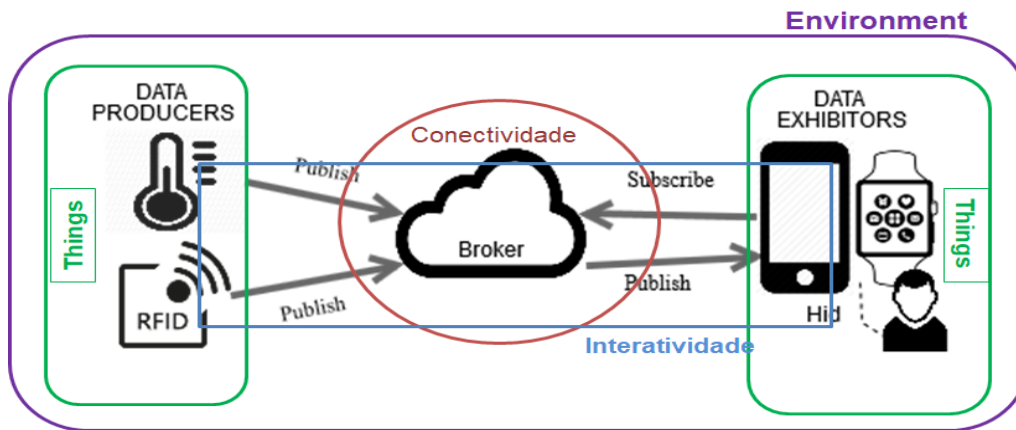 Environment
DATA
PRODUCERS
Things
RFID
Publish
Publish
Conectividade
Broker
Subscribe
Publish
Interatividade
DATA
EXHIBITORS
Hid
Things